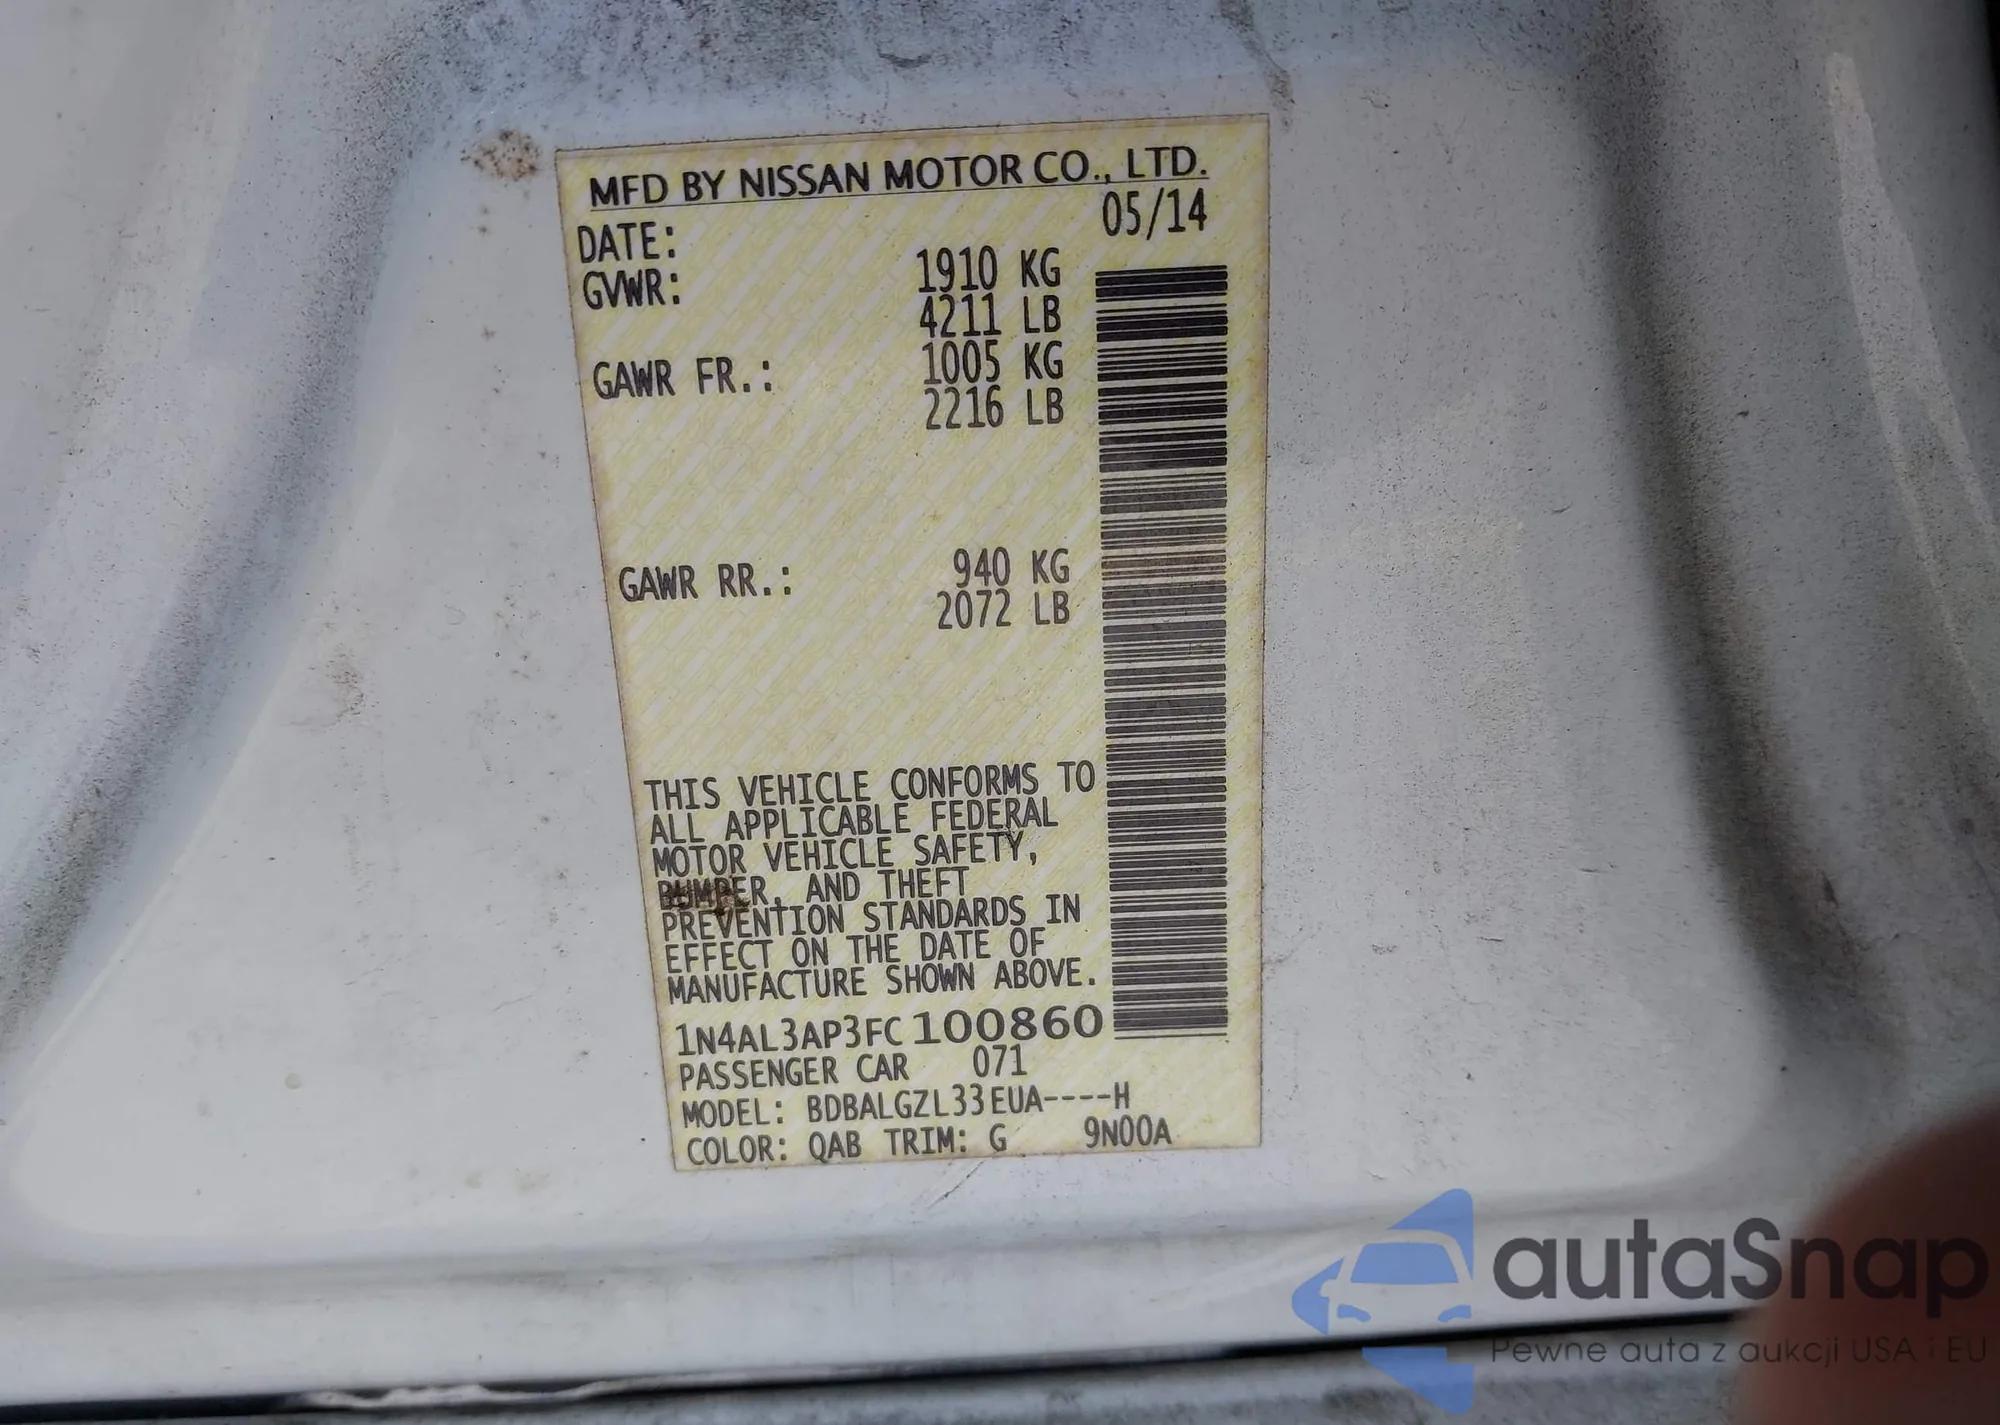 MFD BY NISSAN MOTOR CO., LTD.
DATE: 05/14
GVWR: 1910 KG
4211 LB
GAWR FR.: 1005 KG
2216 LB
GAWR RR.: 940 KG
2072 LB
THIS VEHICLE CONFORMS TO
ALL APPLICABLE FEDERAL
MOTOR VEHICLE SAFETY,
BUMPER, AND THEFT
PREVENTION STANDARDS IN
EFFECT ON THE DATE OF
MANUFACTURE SHOWN ABOVE.
1N4AL3AP3FC100860
PASSENGER CAR 071
MODEL: BDBALGZL33EUA----H
COLOR: QAB TRIM: G 9N00A
autaSnap
Pewne auta z aukcji USA i EU